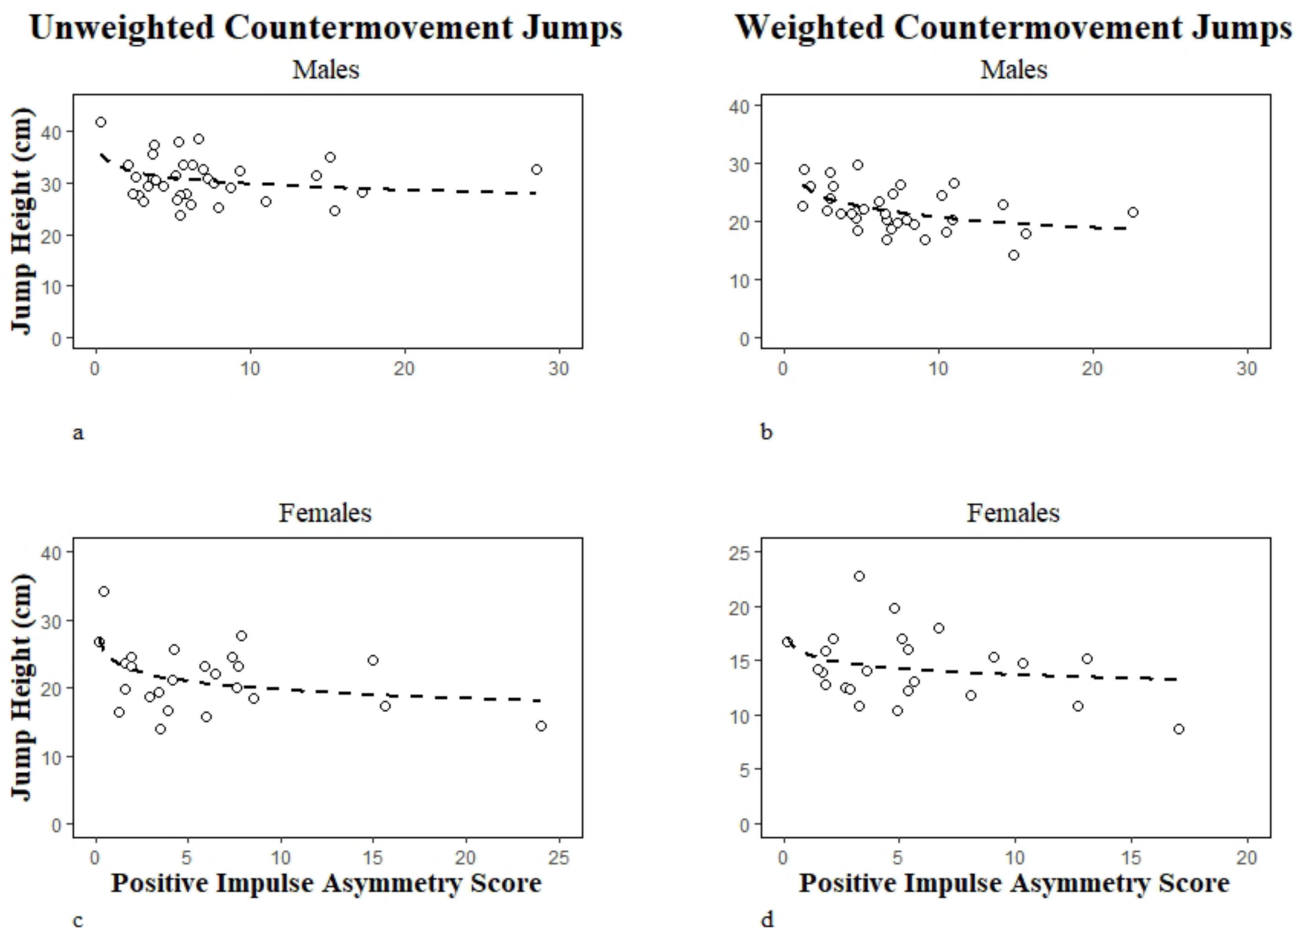 Unweighted Countermovement Jumps
Weighted Countermovement Jumps
Males
Males
Jump Height (cm)
40
30
20
10
0
0 10 20 30
40
30
20
10
0
0 10 20 30
a
b
Females
Females
Jump Height (cm)
40
30
20
10
0
0 5 10 15 20 25
Positive Impulse Asymmetry Score
25
20
15
10
5
0
0 5 10 15 20
Positive Impulse Asymmetry Score
c
d